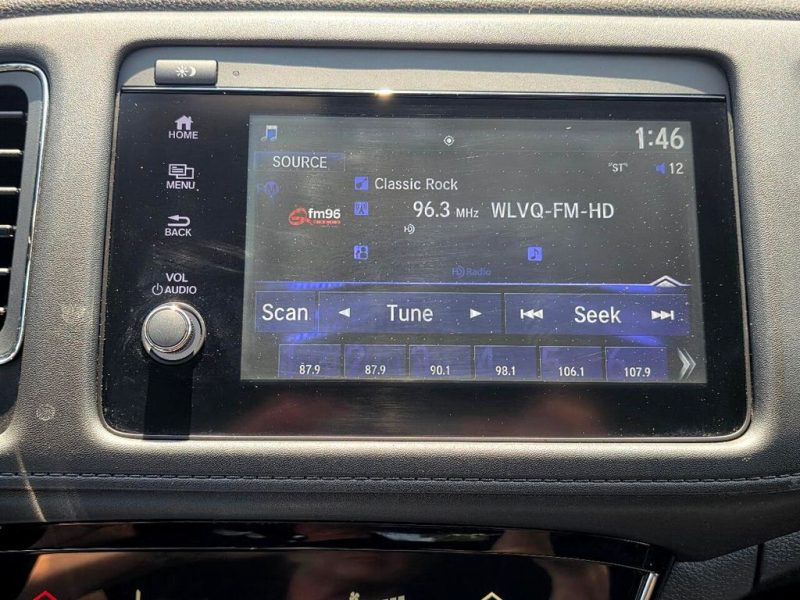 HOME
MENU
BACK
VOL
AUDIO
1:46
SOURCE
"ST" 12
FM
Classic Rock
fm96
96.3 MHz WLVQ-FM-HD
HD Radio
Scan Tune Seek
87.9 87.9 90.1 98.1 106.1 107.9